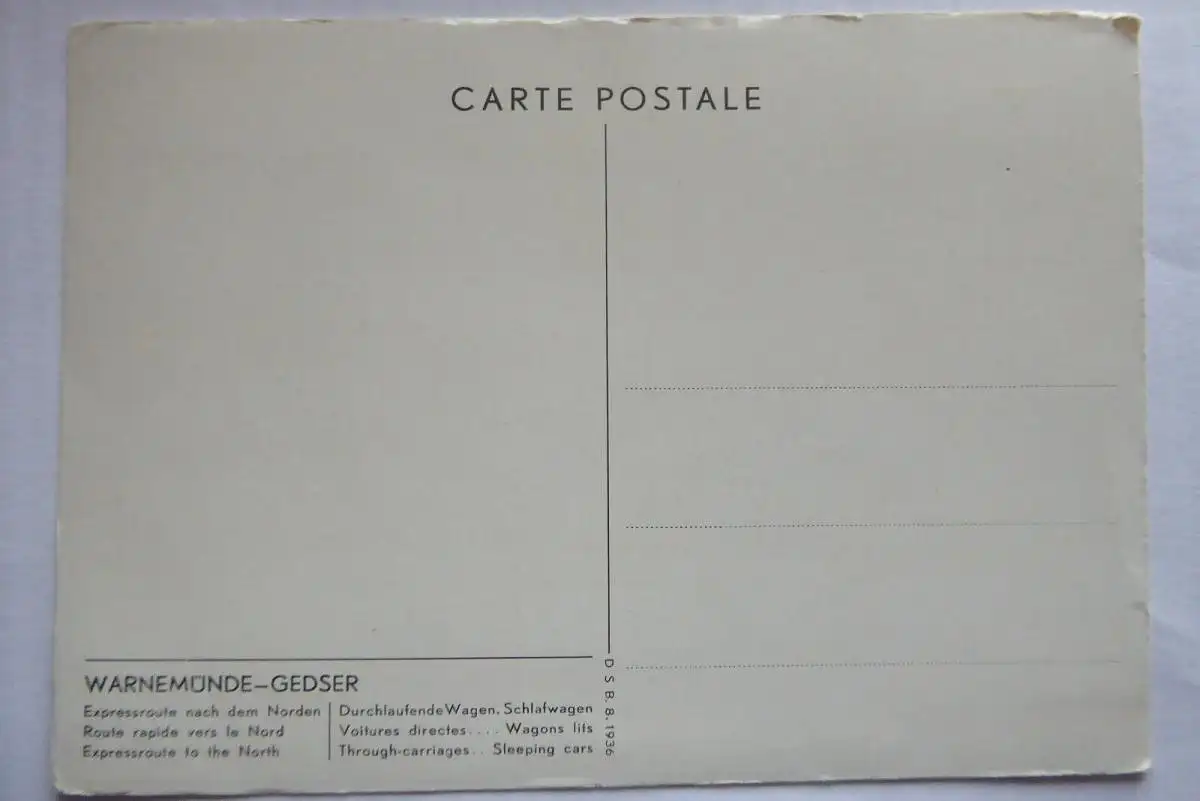 CARTE POSTALE
WARNEMÜNDE–GEDSER
Expressroute nach dem Norden
Route rapide vers le Nord
Expressroute to the North
Durchlaufende Wagen. Schlafwagen
Voitures directes.... Wagons lits
Through-carriages.. Sleeping cars
D S B. 8. 1936